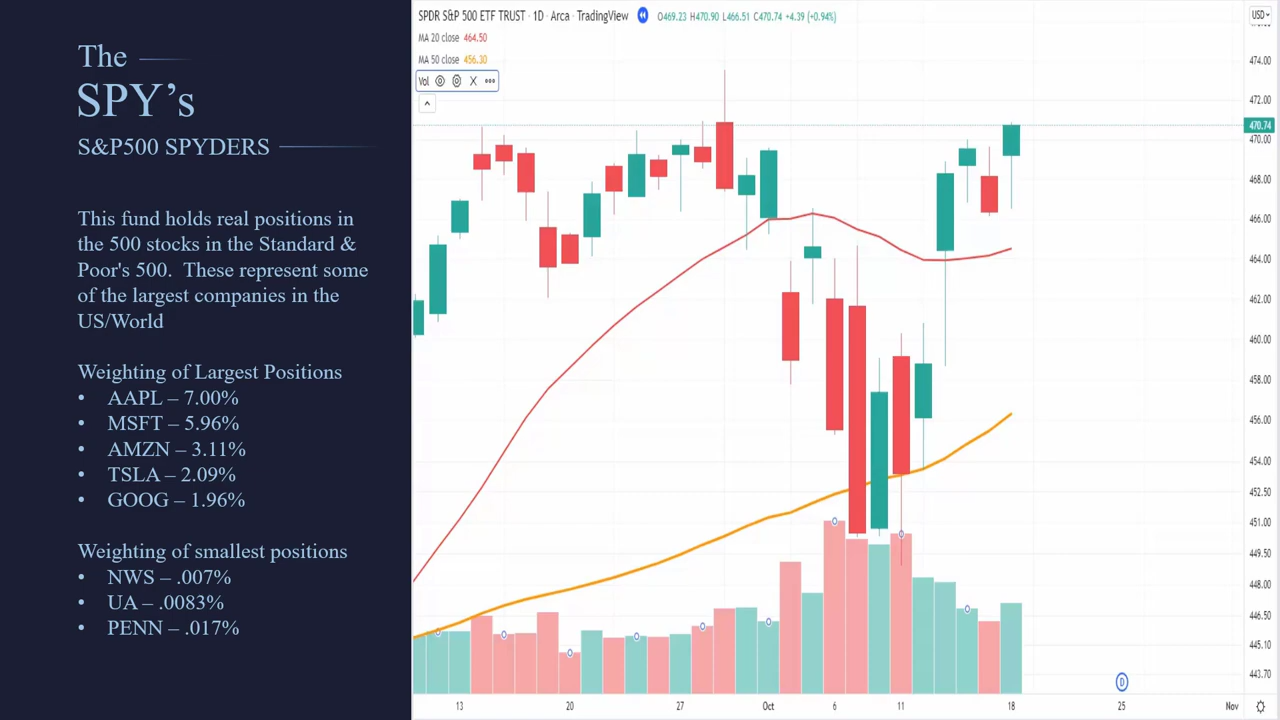 The
SPY’s
S&P500 SPYDERS
This fund holds real positions in
the 500 stocks in the Standard &
Poor's 500.  These represent some
of the largest companies in the
US/World
Weighting of Largest Positions
• AAPL – 7.00%
• MSFT – 5.96%
• AMZN – 3.11%
• TSLA – 2.09%
• GOOG – 1.96%
Weighting of smallest positions
• NWS – .007%
• UA – .0083%
• PENN – .017%
SPDR S&P 500 ETF TRUST · 1D · Arca · TradingView O469.23 H470.90 L466.51 C470.74 +4.39 (+0.94%)
MA 20 close 464.50
MA 50 close 456.30
Vol
USD
474.00
472.00
470.74
470.00
468.00
466.00
464.00
462.00
460.00
458.00
456.00
454.00
452.50
451.00
449.50
448.00
446.50
445.10
443.70
D
13 20 27 Oct 6 11 18 25 Nov